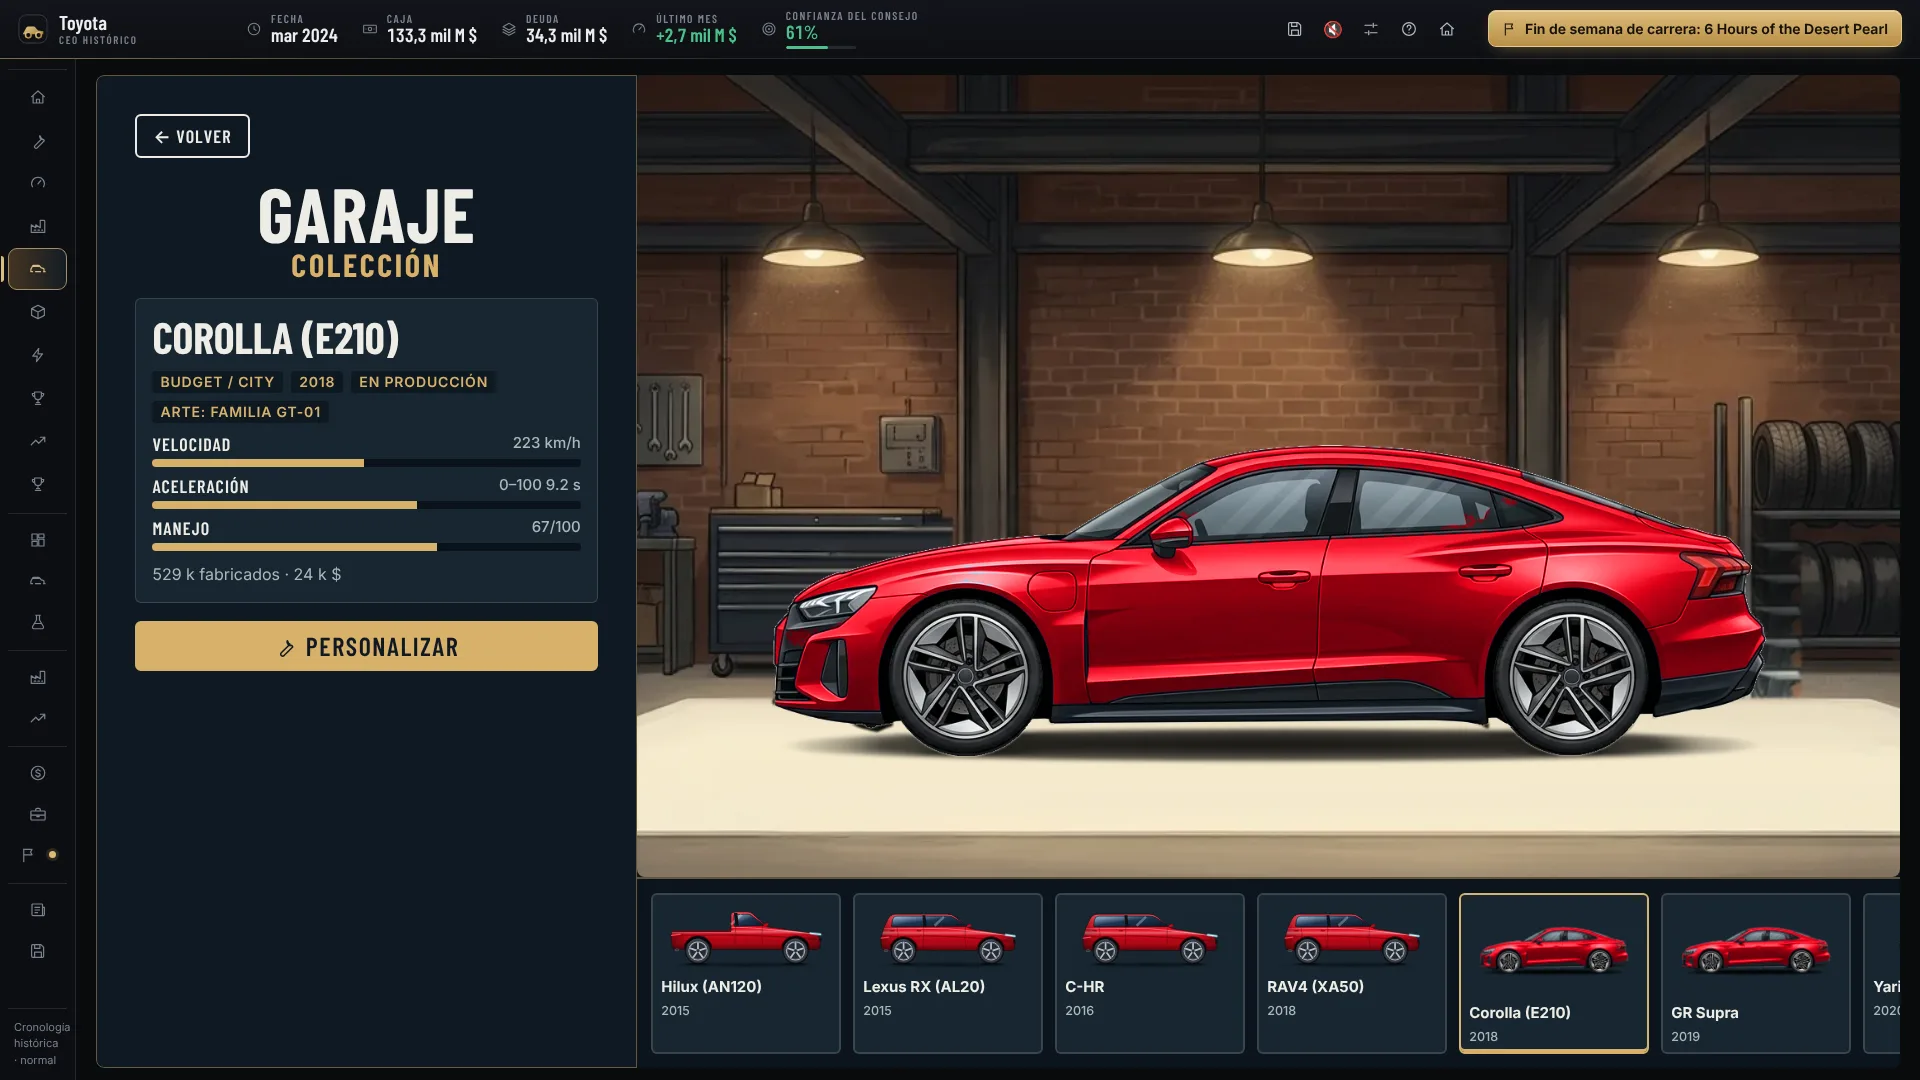 Toyota
CEO HISTÓRICO
FECHA
mar 2024
CAJA
133,3 mil M $
DEUDA
34,3 mil M $
ÚLTIMO MES
+2,7 mil M $
CONFIANZA DEL CONSEJO
61%
Fin de semana de carrera: 6 Hours of the Desert Pearl
← VOLVER
GARAJE
COLECCIÓN
COROLLA (E210)
BUDGET / CITY
2018
EN PRODUCCIÓN
ARTE: FAMILIA GT-01
VELOCIDAD
223 km/h
ACELERACIÓN
0–100 9.2 s
MANEJO
67/100
529 k fabricados · 24 k $
PERSONALIZAR
Hilux (AN120)
2015
Lexus RX (AL20)
2015
C-HR
2016
RAV4 (XA50)
2018
Corolla (E210)
2018
GR Supra
2019
Yari
202
Cronología
histórica
· normal